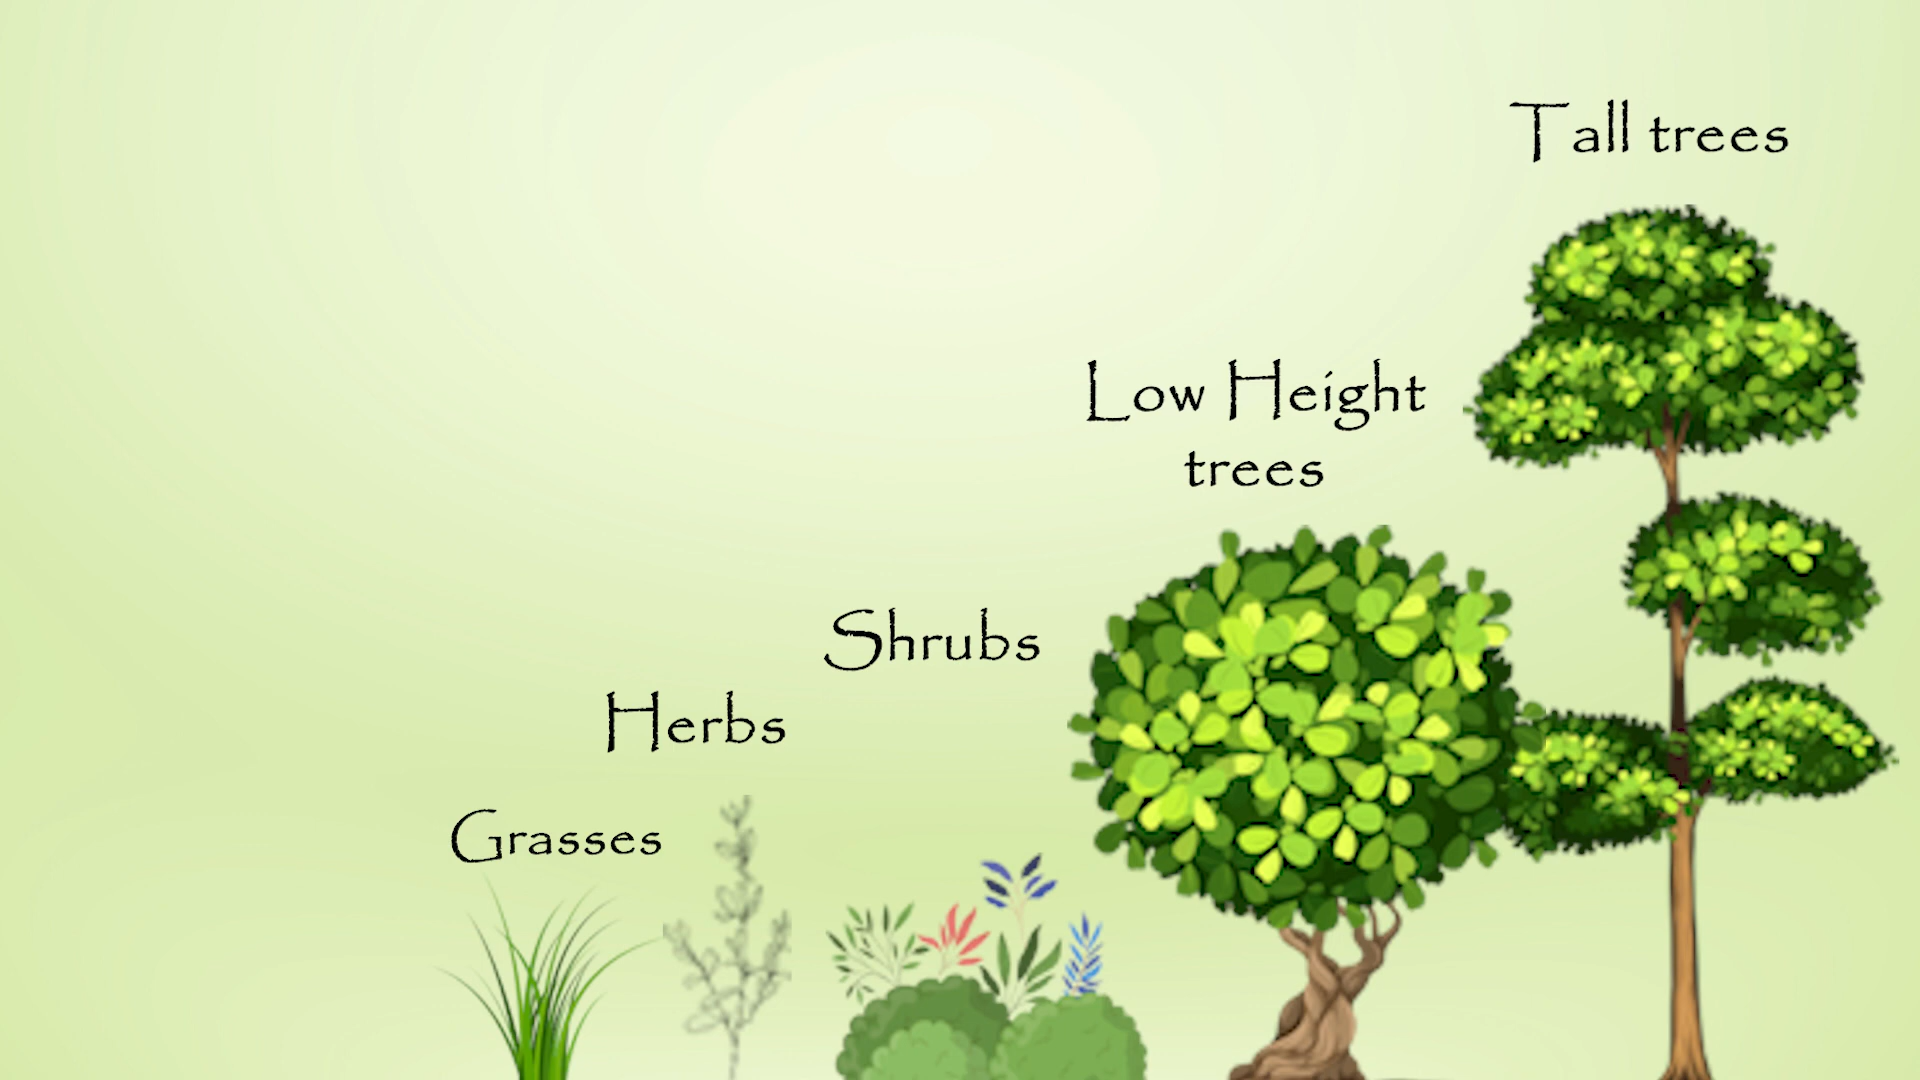 Tall trees
Low Height
trees
Shrubs
Herbs
Grasses